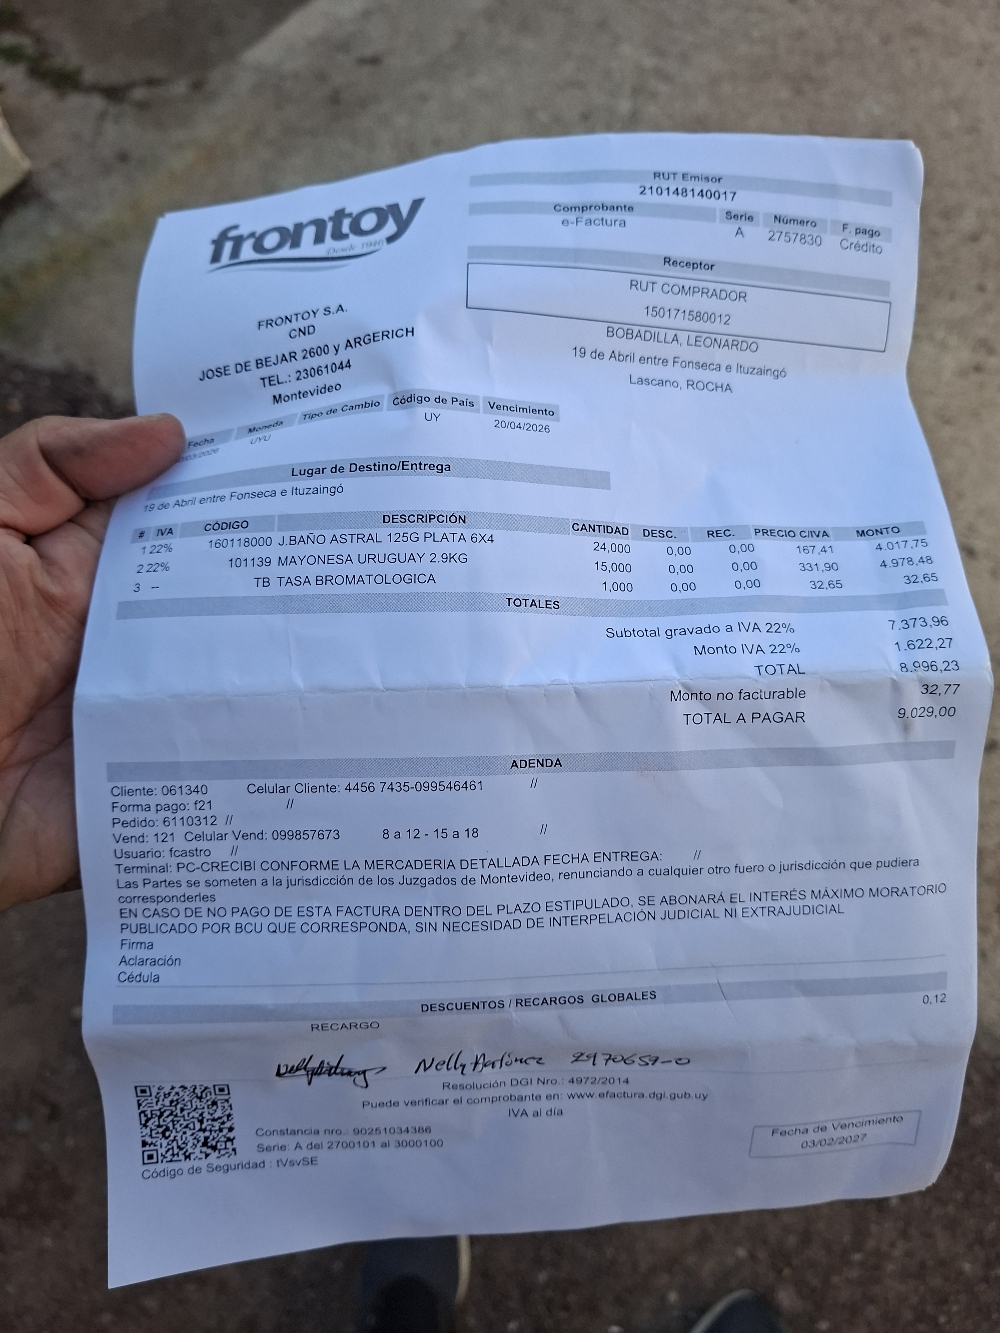 frontoy
Desde 1940
FRONTOY S.A.
CND
JOSE DE BEJAR 2600 y ARGERICH
TEL.: 23061044
Montevideo
RUT Emisor
210148140017
Comprobante Serie Número F. pago
e-Factura A 2757830 Crédito
Receptor
RUT COMPRADOR
150171580012
BOBADILLA, LEONARDO
19 de Abril entre Fonseca e Ituzaingó
Lascano, ROCHA
Fecha Moneda Tipo de Cambio Código de País Vencimiento
UYU UY 20/04/2026
Lugar de Destino/Entrega
19 de Abril entre Fonseca e Ituzaingó
# IVA CÓDIGO DESCRIPCIÓN CANTIDAD DESC. REC. PRECIO C/IVA MONTO
1 22% 160118000 J.BAÑO ASTRAL 125G PLATA 6X4 24,000 0,00 0,00 167,41 4.017,75
2 22% 101139 MAYONESA URUGUAY 2.9KG 15,000 0,00 0,00 331,90 4.978,48
3 -- TB TASA BROMATOLOGICA 1,000 0,00 0,00 32,65 32,65
TOTALES
Subtotal gravado a IVA 22% 7.373,96
Monto IVA 22% 1.622,27
TOTAL 8.996,23
Monto no facturable 32,77
TOTAL A PAGAR 9.029,00
ADENDA
Cliente: 061340 Celular Cliente: 4456 7435-099546461 //
Forma pago: f21 //
Pedido: 6110312 //
Vend: 121 Celular Vend: 099857673 8 a 12 - 15 a 18 //
Usuario: fcastro //
Terminal: PC-CRECIBI CONFORME LA MERCADERIA DETALLADA FECHA ENTREGA: //
Las Partes se someten a la jurisdicción de los Juzgados de Montevideo, renunciando a cualquier otro fuero o jurisdicción que pudiera
corresponderles
EN CASO DE NO PAGO DE ESTA FACTURA DENTRO DEL PLAZO ESTIPULADO, SE ABONARÁ EL INTERÉS MÁXIMO MORATORIO
PUBLICADO POR BCU QUE CORRESPONDA, SIN NECESIDAD DE INTERPELACIÓN JUDICIAL NI EXTRAJUDICIAL
Firma
Aclaración
Cédula
DESCUENTOS / RECARGOS GLOBALES
RECARGO 0,12
Nelly Martínez 2970659-0
Resolución DGI Nro.: 4972/2014
Puede verificar el comprobante en: www.efactura.dgi.gub.uy
IVA al día
Constancia nro.: 90251034386
Serie: A del 2700101 al 3000100
Código de Seguridad : tVsvSE
Fecha de Vencimiento
03/02/2027